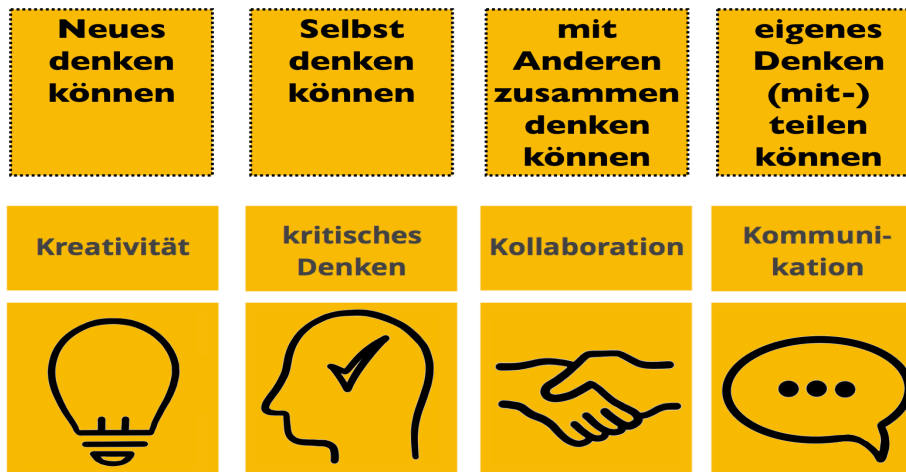 Neues
denken
können
Selbst
denken
können
mit
Anderen
zusammen
denken
können
eigenes
Denken
(mit-)
teilen
können
Kreativität
kritisches
Denken
Kollaboration
Kommuni-
kation